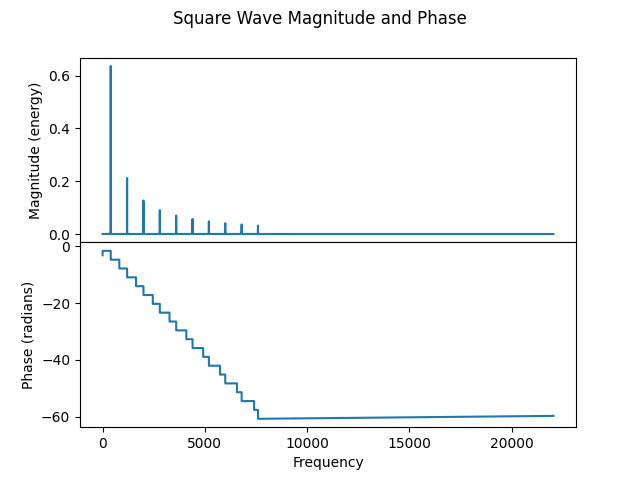 Square Wave Magnitude and Phase
Magnitude (energy)
0.6
0.4
0.2
0.0
Phase (radians)
0
−20
−40
−60
0 5000 10000 15000 20000
Frequency